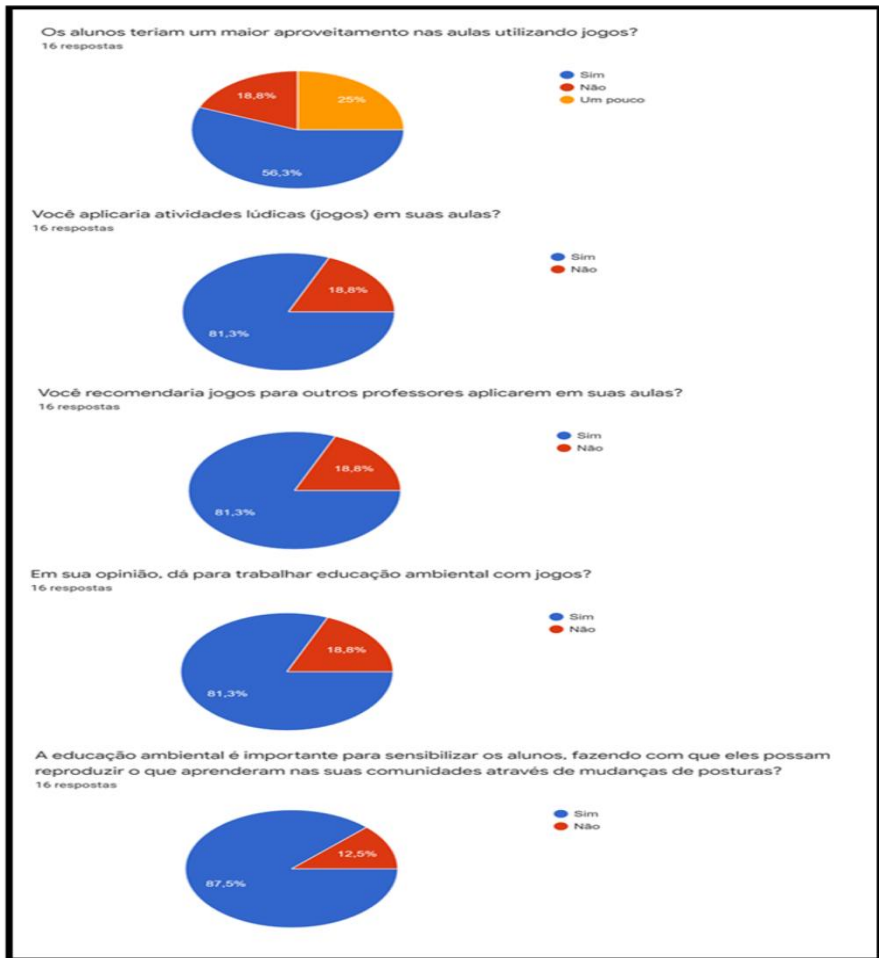 Os alunos teriam um maior aproveitamento nas aulas utilizando jogos?
16 respostas
Sim
Não
Um pouco
18,8%
25%
56,3%
Você aplicaria atividades lúdicas (jogos) em suas aulas?
16 respostas
Sim
Não
18,8%
81,3%
Você recomendaria jogos para outros professores aplicarem em suas aulas?
16 respostas
Sim
Não
18,8%
81,3%
Em sua opinião, dá para trabalhar educação ambiental com jogos?
16 respostas
Sim
Não
18,8%
81,3%
A educação ambiental é importante para sensibilizar os alunos, fazendo com que eles possam
reproduzir o que aprenderam nas suas comunidades através de mudanças de posturas?
16 respostas
Sim
Não
12,5%
87,5%